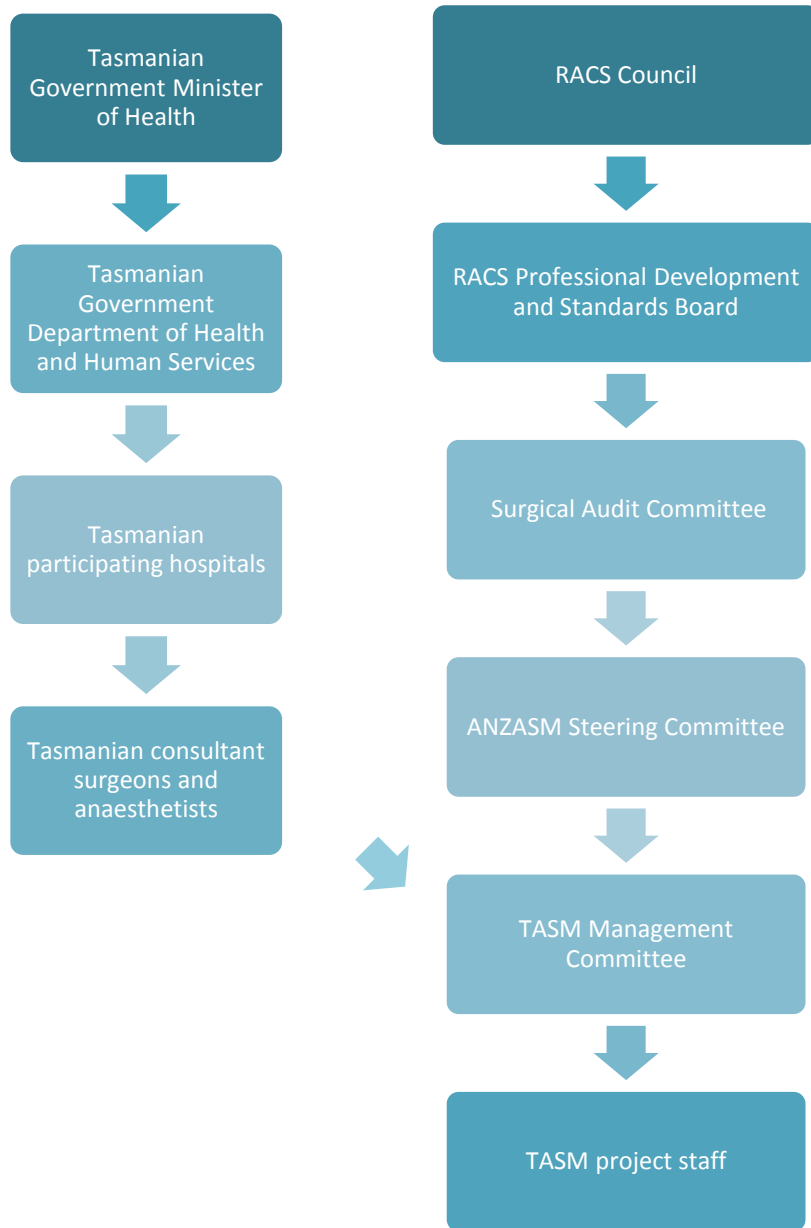 Tasmanian
Government Minister
of Health
Tasmanian
Government
Department of Health
and Human Services
Tasmanian
participating hospitals
Tasmanian consultant
surgeons and
anaesthetists
RACS Council
RACS Professional Development
and Standards Board
Surgical Audit Committee
ANZASM Steering Committee
TASM Management
Committee
TASM project staff